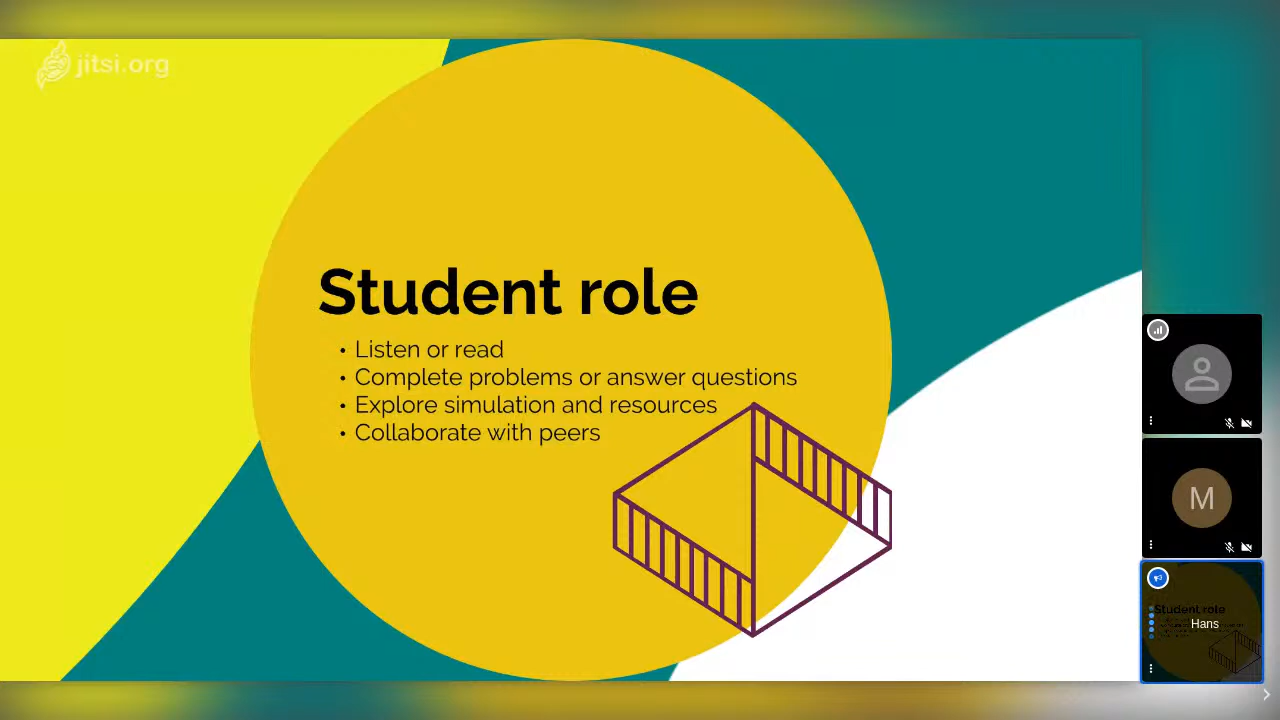 jitsi.org
Student role
• Listen or read
• Complete problems or answer questions
• Explore simulation and resources
• Collaborate with peers
M
Student role
Hans